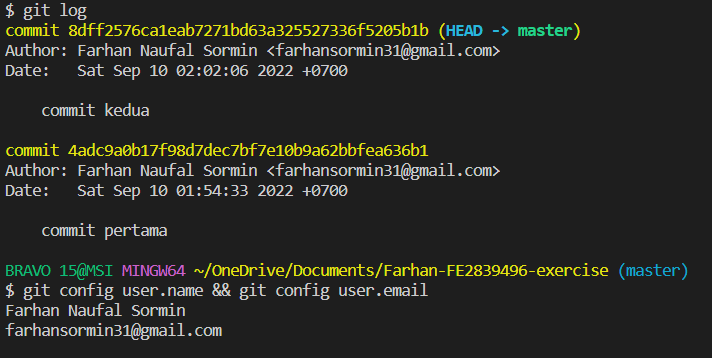 $ git log
commit 8dff2576ca1eab7271bd63a325527336f5205b1b (HEAD -> master)
Author: Farhan Naufal Sormin <farhansormin31@gmail.com>
Date:   Sat Sep 10 02:02:06 2022 +0700
    commit kedua
commit 4adc9a0b17f98d7dec7bf7e10b9a62bbfea636b1
Author: Farhan Naufal Sormin <farhansormin31@gmail.com>
Date:   Sat Sep 10 01:54:33 2022 +0700
    commit pertama
BRAVO 15@MSI MINGW64 ~/OneDrive/Documents/Farhan-FE2839496-exercise (master)
$ git config user.name && git config user.email
Farhan Naufal Sormin
farhansormin31@gmail.com